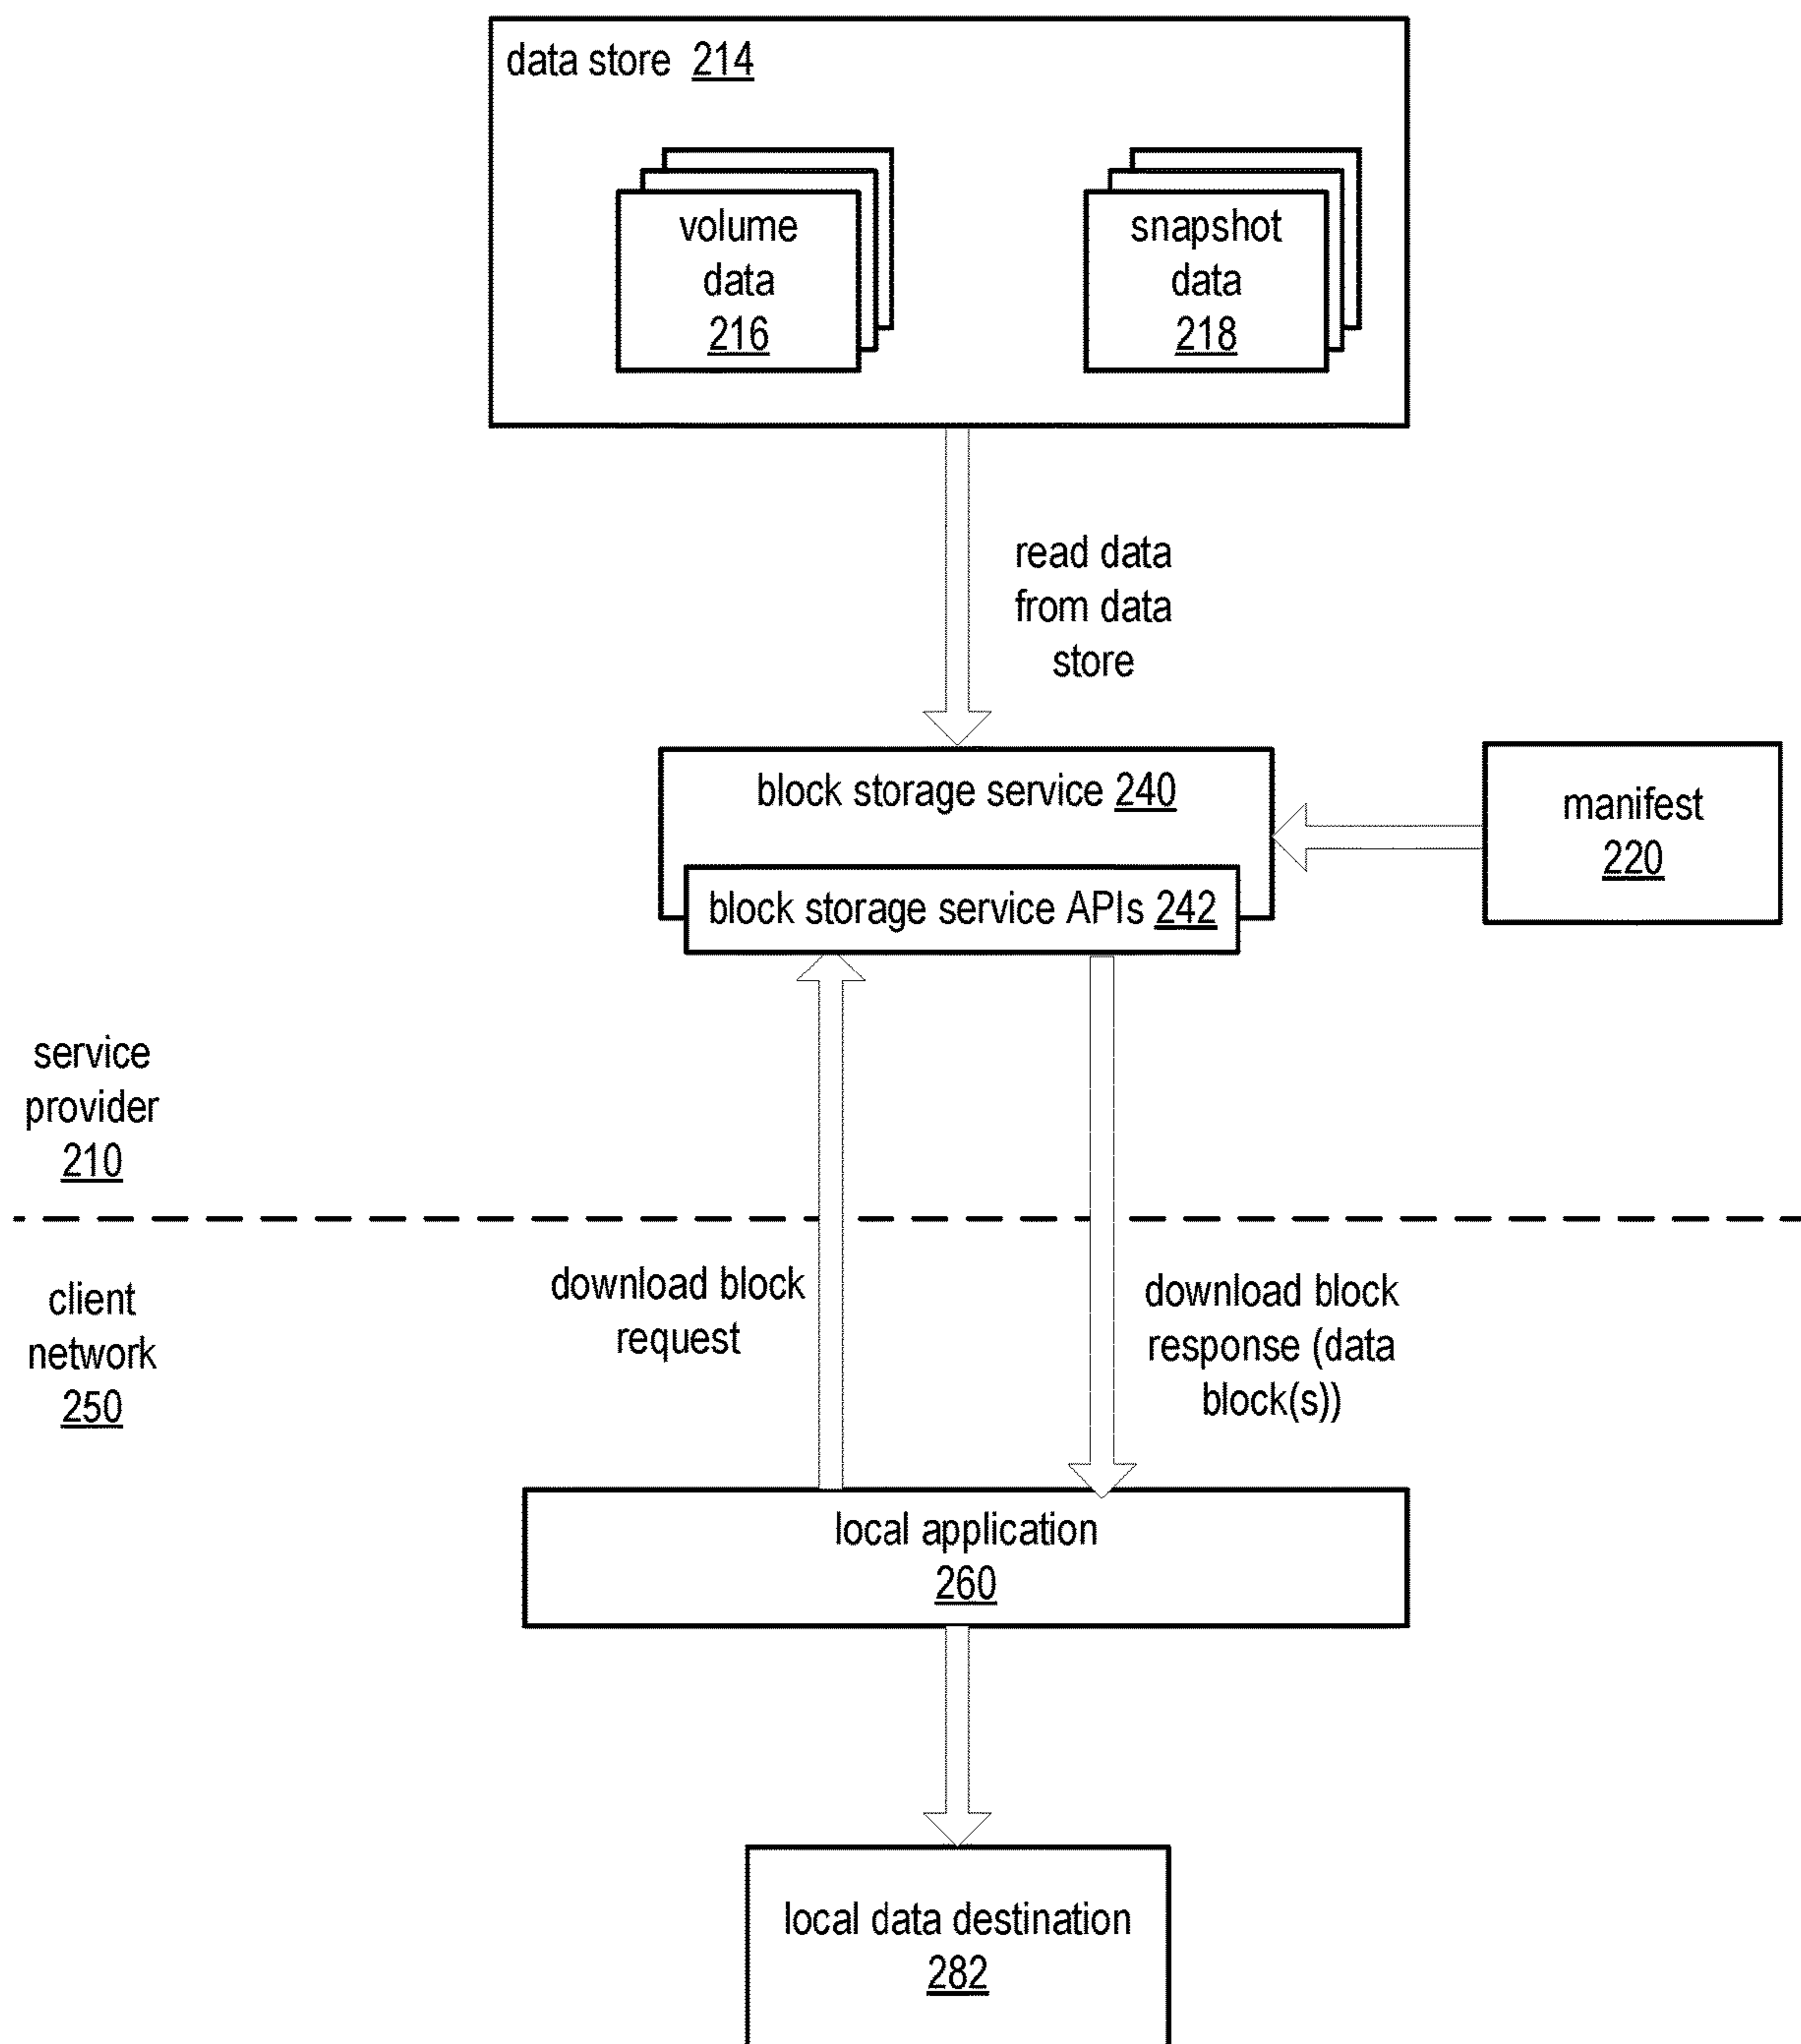 data store 214
volume
data
216
snapshot
data
218
read data
from data
store
block storage service 240
manifest
220
block storage service APIs 242
service
provider
210
client
network
250
download block
request
download block
response (data
block(s))
local application
260
local data destination
282